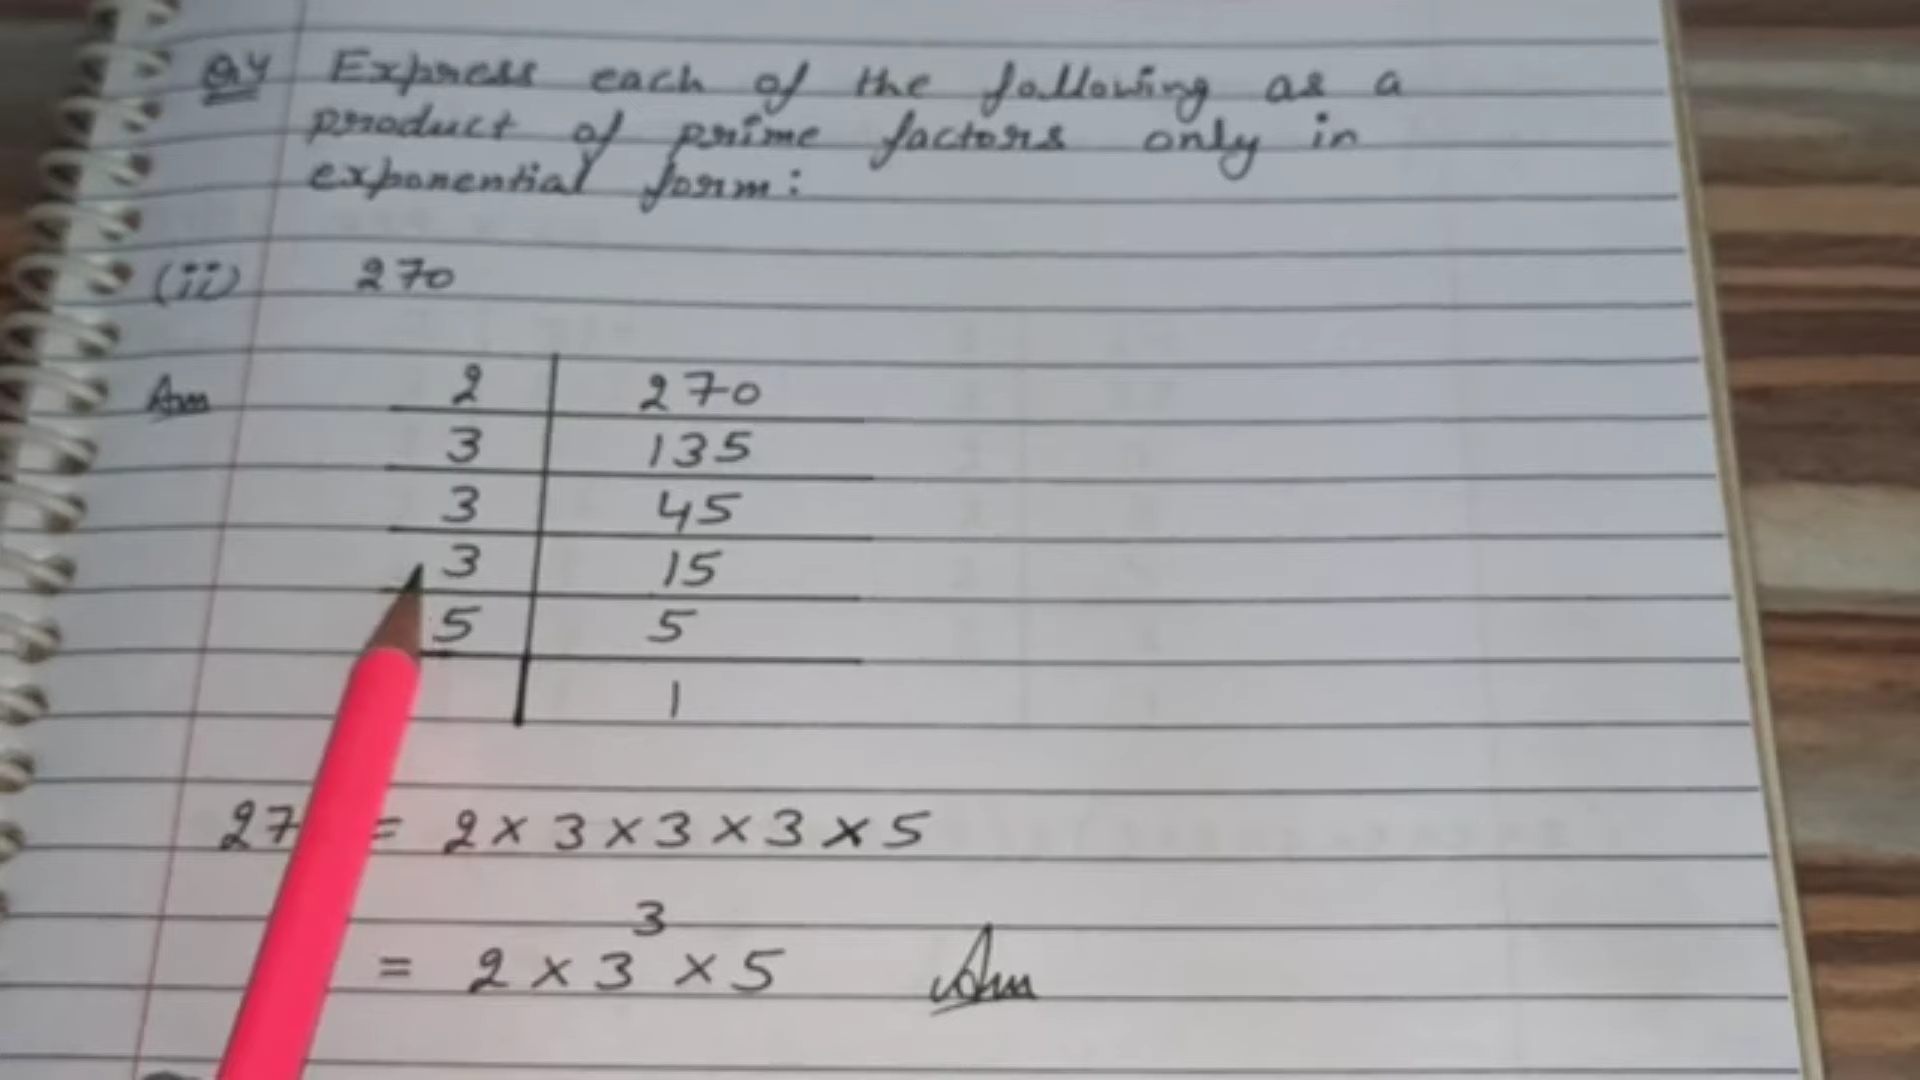 Q4 Express each of the following as a
product of prime factors only in
exponential form:
(ii) 270
Ans 2 | 270
3 | 135
3 | 45
3 | 15
5 | 5
1
27 = 2 × 3 × 3 × 3 × 5
= 2 × 3³ × 5 Ans